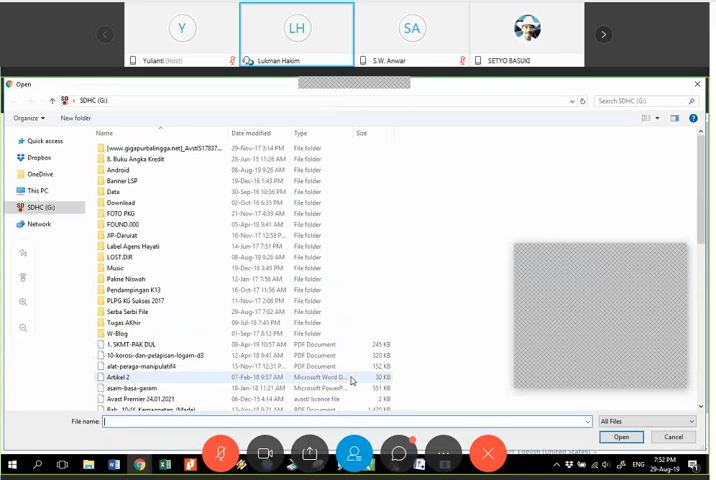 Y
LH
SA
Yulianti (Host)
Lukman Hakim
S.W. Anwar
SETYO BASUKI
Open
SDHC (G:)
Search SDHC (G:)
Organize
New folder
Quick access
Dropbox
OneDrive
This PC
SDHC (G:)
Network
Name
Date modified
Type
Size
[www.gigapurbalingga.net]_AvstIS17837... 29-Nov-17 3:14 PM File folder
8. Buku Angka Kredit 28-Jun-15 11:26 AM File folder
Android 08-Aug-19 9:26 AM File folder
Banner LSP 19-Dec-16 1:43 PM File folder
Data 30-Sep-16 10:56 PM File folder
Download 02-Oct-16 6:35 PM File folder
FOTO PKG 21-Nov-17 4:39 AM File folder
FOUND.000 05-Apr-18 9:41 AM File folder
JIP-Darurat 16-Nov-17 12:58 PM File folder
Label Agens Hayati 14-Jun-17 7:51 PM File folder
LOST.DIR 08-Aug-19 9:26 AM File folder
Music 19-Dec-16 3:45 PM File folder
Pakne Niswah 12-Jan-17 7:58 AM File folder
Pendampingan K13 16-Oct-17 11:56 AM File folder
PLPG KG Sukses 2017 11-Nov-17 2:06 PM File folder
Serba Serbi File 29-Aug-17 7:02 AM File folder
Tugas AKhir 09-Jul-18 7:45 PM File folder
W-Blog 01-Sep-17 8:12 PM File folder
1. SKMT-PAK DUL 08-Apr-19 10:57 AM PDF Document 245 KB
10-korosi-dan-pelapisan-logam-d3 12-Apr-18 9:41 AM PDF Document 320 KB
alat-peraga-manipulatif4 15-Nov-17 12:31 P... PDF Document 152 KB
Artikel 2 07-Feb-18 9:57 AM Microsoft Word D... 30 KB
asam-basa-garam 18-Jan-18 11:21 AM Microsoft PowerP... 551 KB
Avast Premier 24.01.2021 06-Dec-15 4:14 AM avast! license file 2 KB
File name:
All Files
Open
Cancel
7:52 PM
29-Aug-19